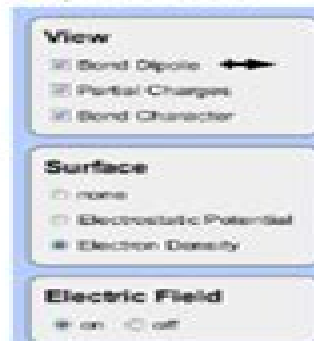 View
Bond Dipole
Partial Charges
Bond Character
Surface
none
Electrostatic Potential
Electron Density
Electric Field
on off